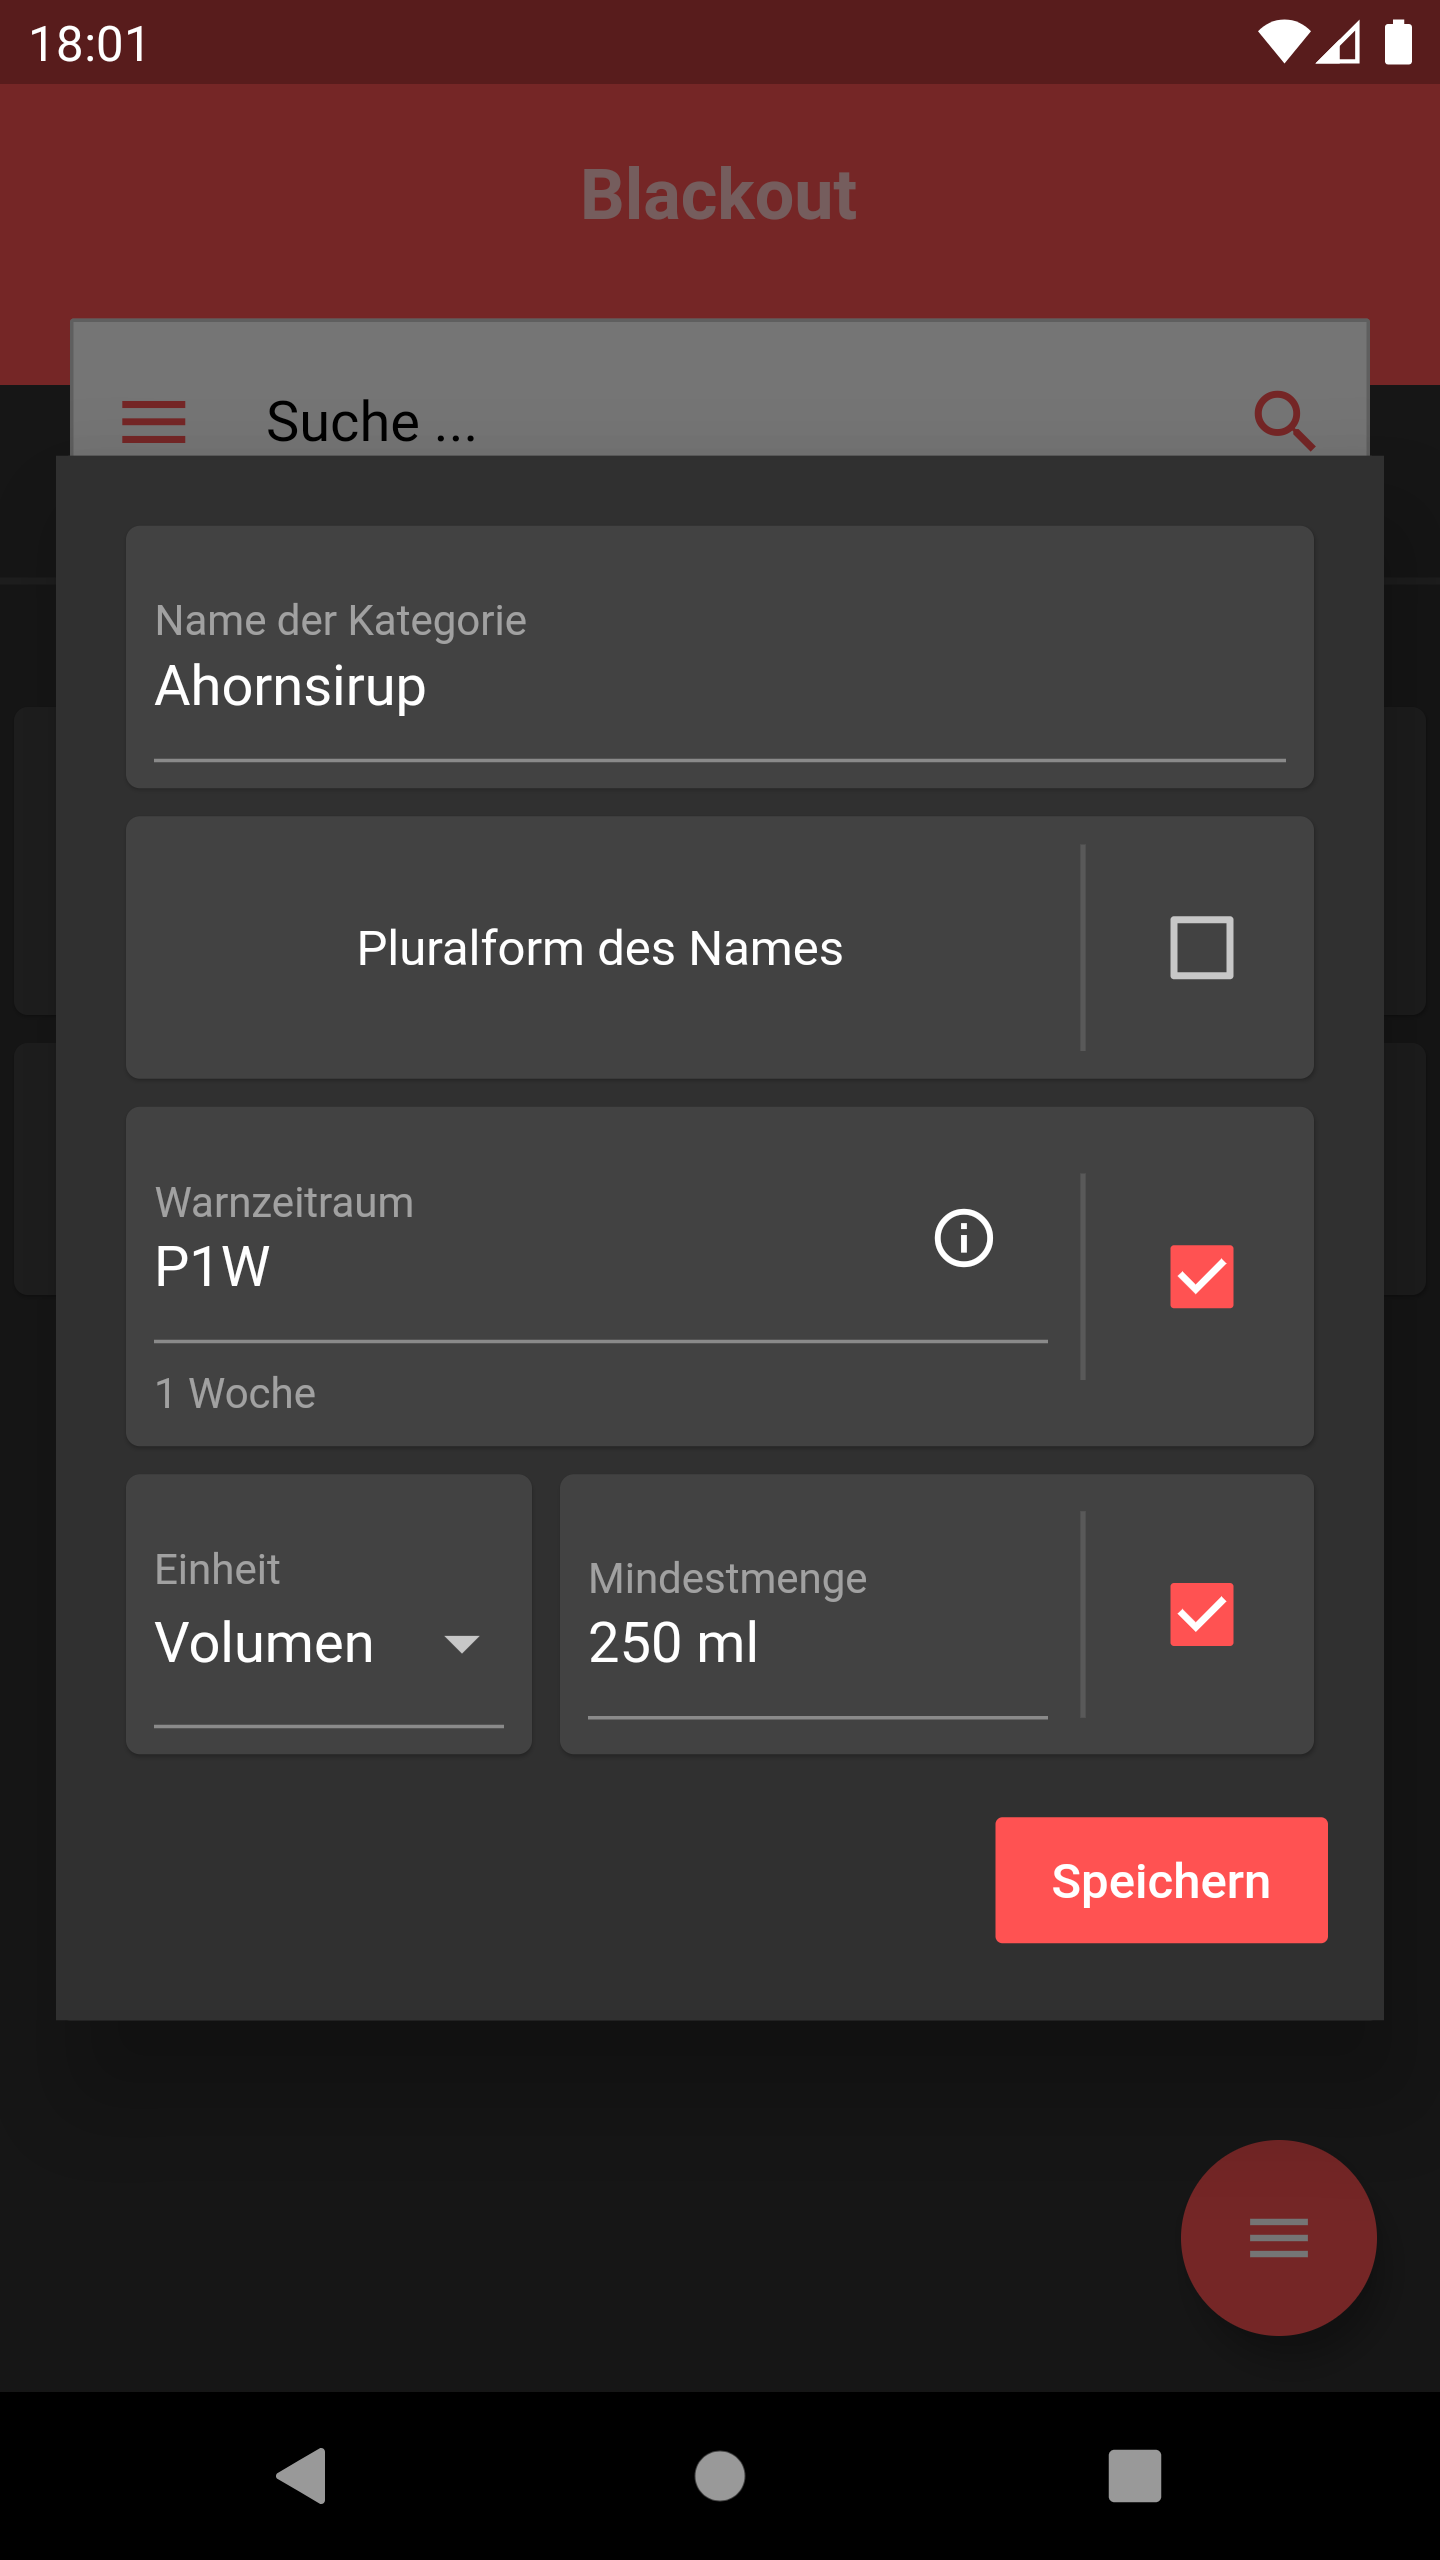 18:01
Blackout
Suche ...
Name der Kategorie
Ahornsirup
Pluralform des Names
Warnzeitraum
P1W
1 Woche
Einheit
Volumen
Mindestmenge
250 ml
Speichern